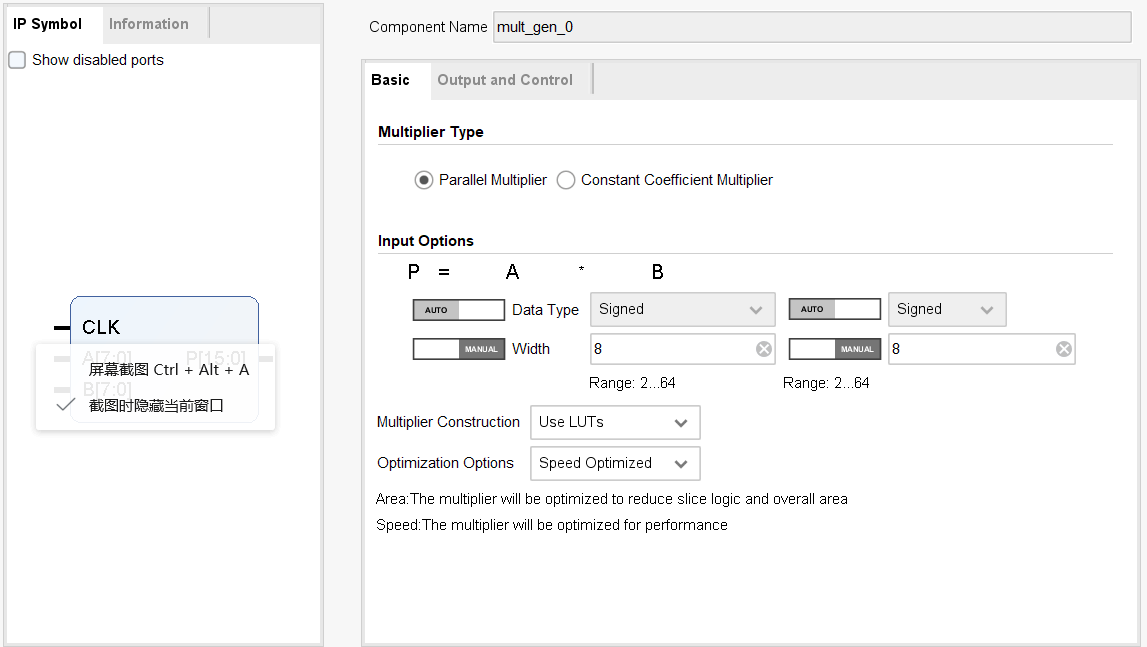 IP Symbol
Information
Show disabled ports
CLK
A[7:0]
P[15:0]
B[7:0]
屏幕截图 Ctrl + Alt + A
截图时隐藏当前窗口
Component Name mult_gen_0
Basic
Output and Control
Multiplier Type
Parallel Multiplier
Constant Coefficient Multiplier
Input Options
P = A * B
AUTO Data Type Signed AUTO Signed
MANUAL Width 8 MANUAL 8
Range: 2...64 Range: 2...64
Multiplier Construction Use LUTs
Optimization Options Speed Optimized
Area:The multiplier will be optimized to reduce slice logic and overall area
Speed:The multiplier will be optimized for performance